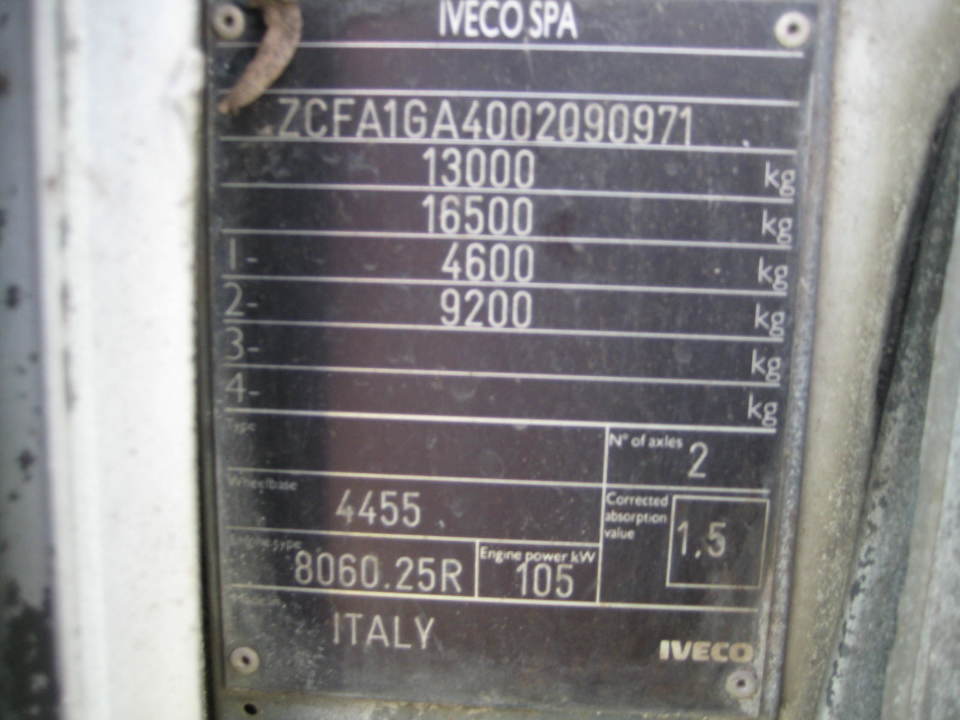 IVECO SPA
ZCFA1GA4002090971
13000 kg
16500 kg
1- 4600 kg
2- 9200 kg
3- kg
4- kg
Type
N° of axles 2
Wheelbase
4455
Corrected absorption value 1,5
Engine type
8060.25R
Engine power kW
105
ITALY
IVECO